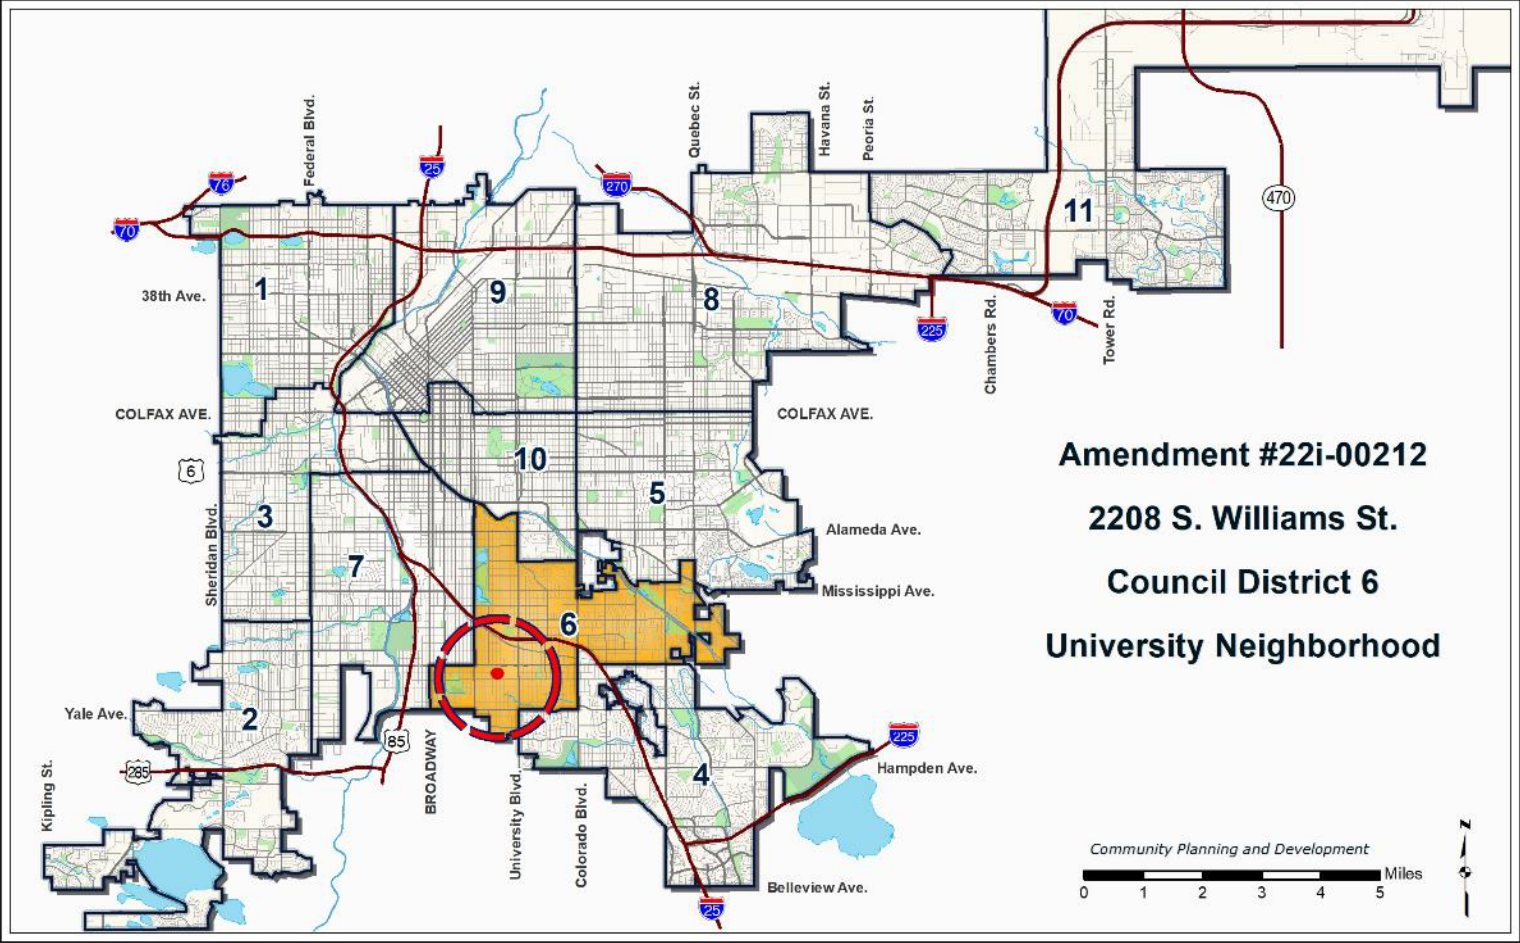 Federal Blvd.
Quebec St.
Havana St.
Peoria St.
76
25
270
70
470
11
1
9
8
38th Ave.
225
70
Chambers Rd.
Tower Rd.
COLFAX AVE.
COLFAX AVE.
6
10
5
3
Sheridan Blvd.
7
Alameda Ave.
Mississippi Ave.
6
Yale Ave.
2
85
285
BROADWAY
University Blvd.
Colorado Blvd.
4
225
Hampden Ave.
Kipling St.
Belleview Ave.
25
Amendment #22i-00212
2208 S. Williams St.
Council District 6
University Neighborhood
Community Planning and Development
Miles
0 1 2 3 4 5
N